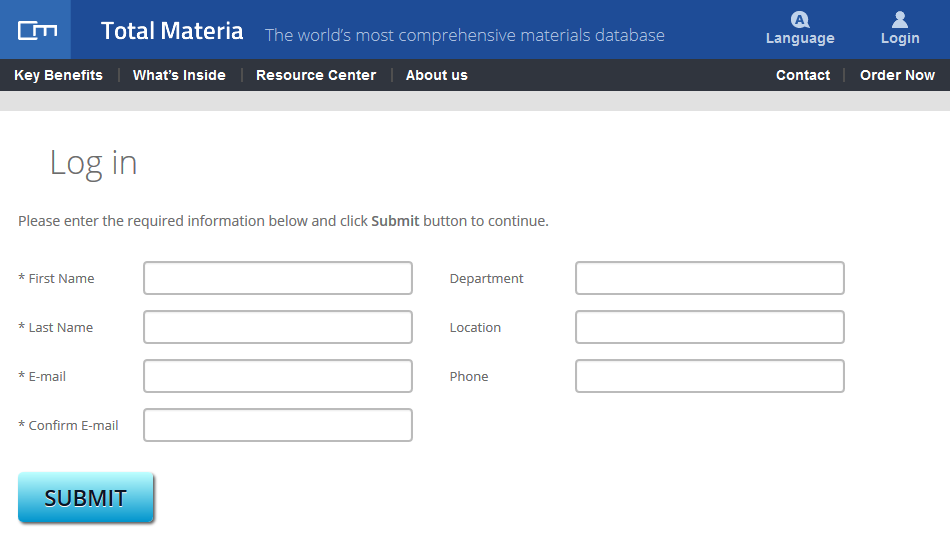 Total Materia The world's most comprehensive materials database
A
Language Login
Key Benefits What's Inside Resource Center About us Contact Order Now
Log in
Please enter the required information below and click Submit button to continue.
* First Name Department
* Last Name Location
* E-mail Phone
* Confirm E-mail
SUBMIT